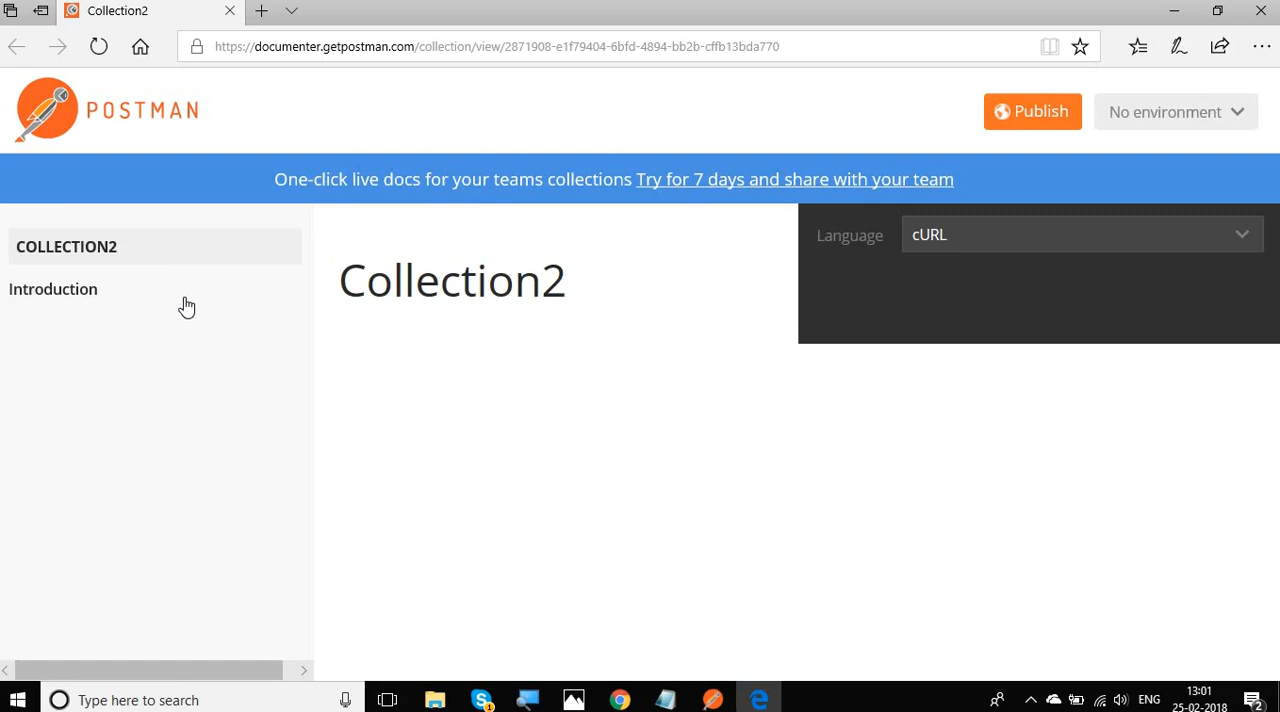 Collection2
https://documenter.getpostman.com/collection/view/2871908-e1f79404-6bfd-4894-bb2b-cffb13bda770
POSTMAN
Publish
No environment
One-click live docs for your teams collections Try for 7 days and share with your team
COLLECTION2
Introduction
Collection2
Language
cURL
Type here to search
1
ENG
13:01
25-02-2018
2